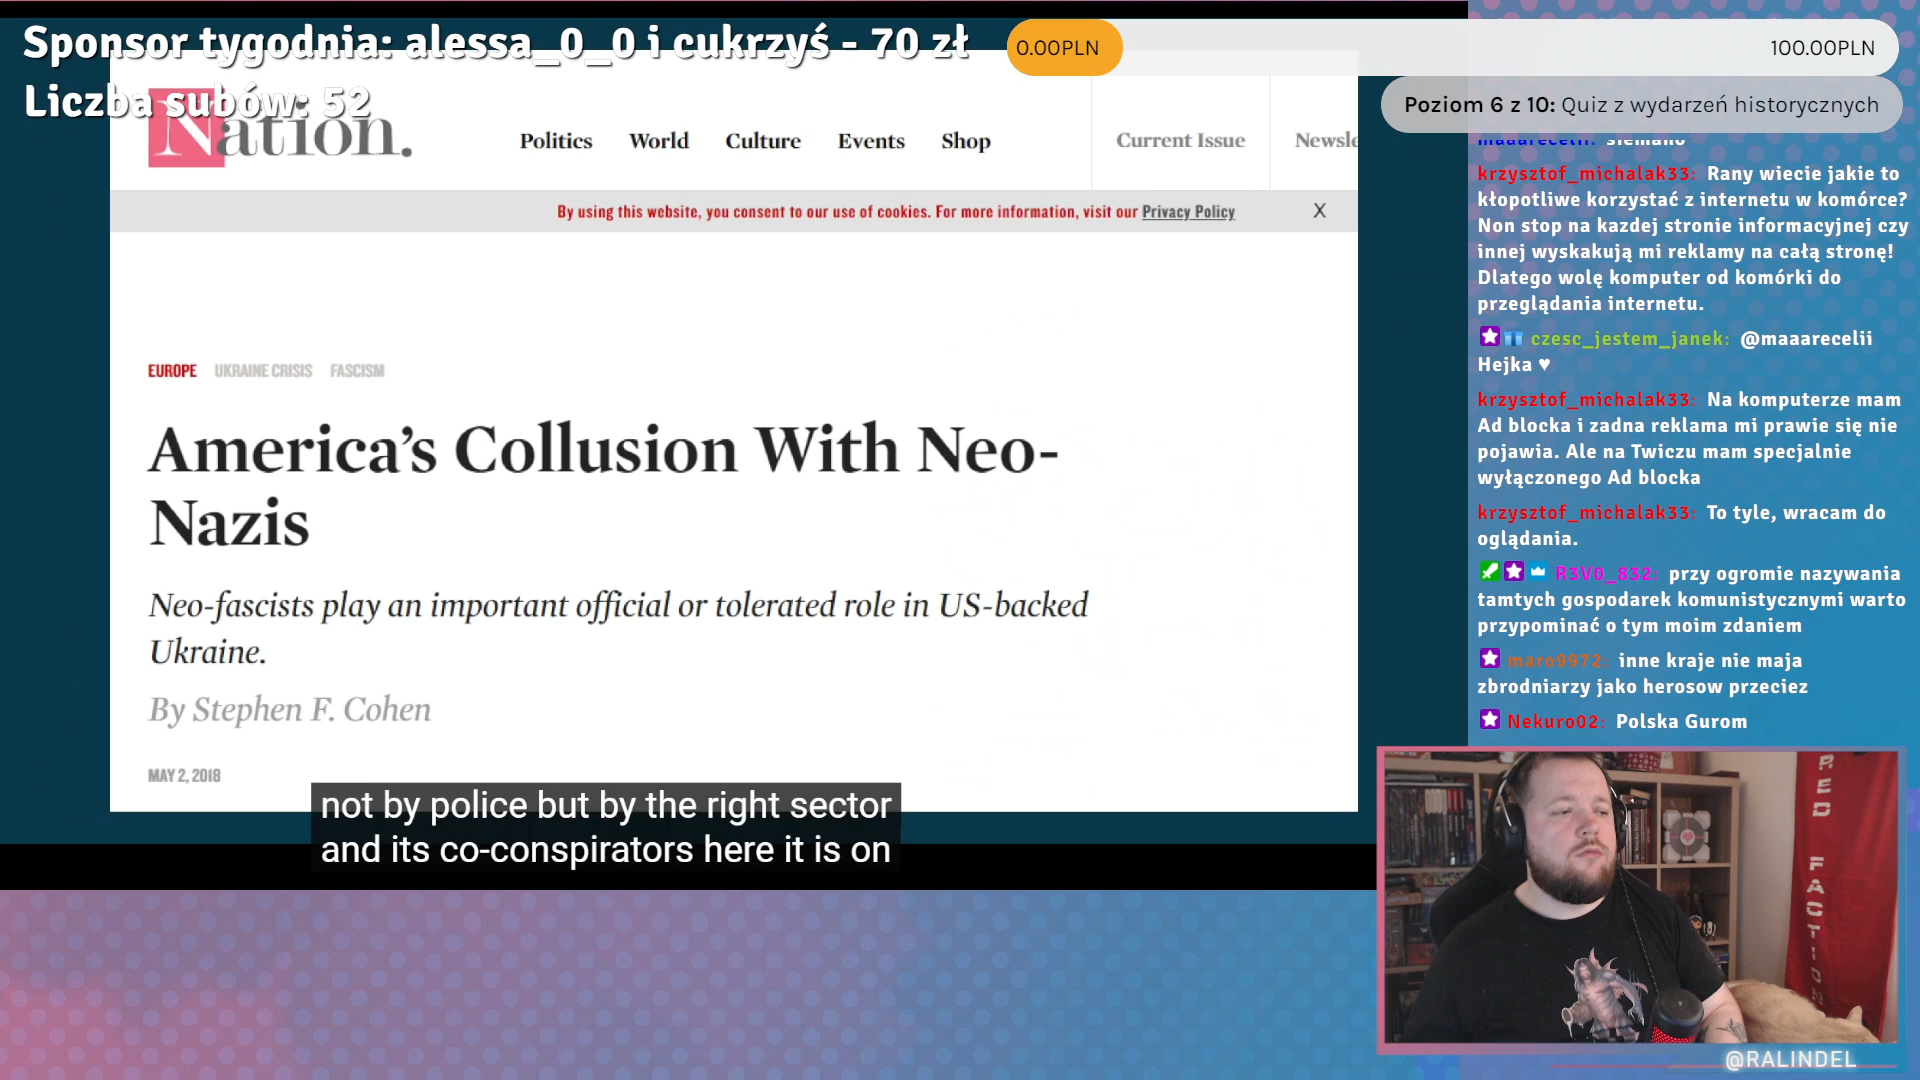 Sponsor tygodnia: alessa_0_0 i cukrzyś - 70 zł
Liczba subów: 52
0.00PLN
100.00PLN
Poziom 6 z 10: Quiz z wydarzeń historycznych
Nation.
Politics
World
Culture
Events
Shop
Current Issue
Newsle
By using this website, you consent to our use of cookies. For more information, visit our Privacy Policy
X
EUROPE UKRAINE CRISIS FASCISM
America's Collusion With Neo-
Nazis
Neo-fascists play an important official or tolerated role in US-backed
Ukraine.
By Stephen F. Cohen
MAY 2, 2018
not by police but by the right sector
and its co-conspirators here it is on
maaarecelii: siemano
krzysztof_michalak33: Rany wiecie jakie to
kłopotliwe korzystać z internetu w komórce?
Non stop na kazdej stronie informacyjnej czy
innej wyskakują mi reklamy na całą stronę!
Dlatego wolę komputer od komórki do
przeglądania internetu.
czesc_jestem_janek: @maaarecelii
Hejka ♥
krzysztof_michalak33: Na komputerze mam
Ad blocka i zadna reklama mi prawie się nie
pojawia. Ale na Twiczu mam specjalnie
wyłączonego Ad blocka
krzysztof_michalak33: To tyle, wracam do
oglądania.
R3V0_832: przy ogromie nazywania
tamtych gospodarek komunistycznymi warto
przypominać o tym moim zdaniem
maro9972: inne kraje nie maja
zbrodniarzy jako herosow przeciez
Nekuro02: Polska Gurom
RED FACTION
@RALINDEL